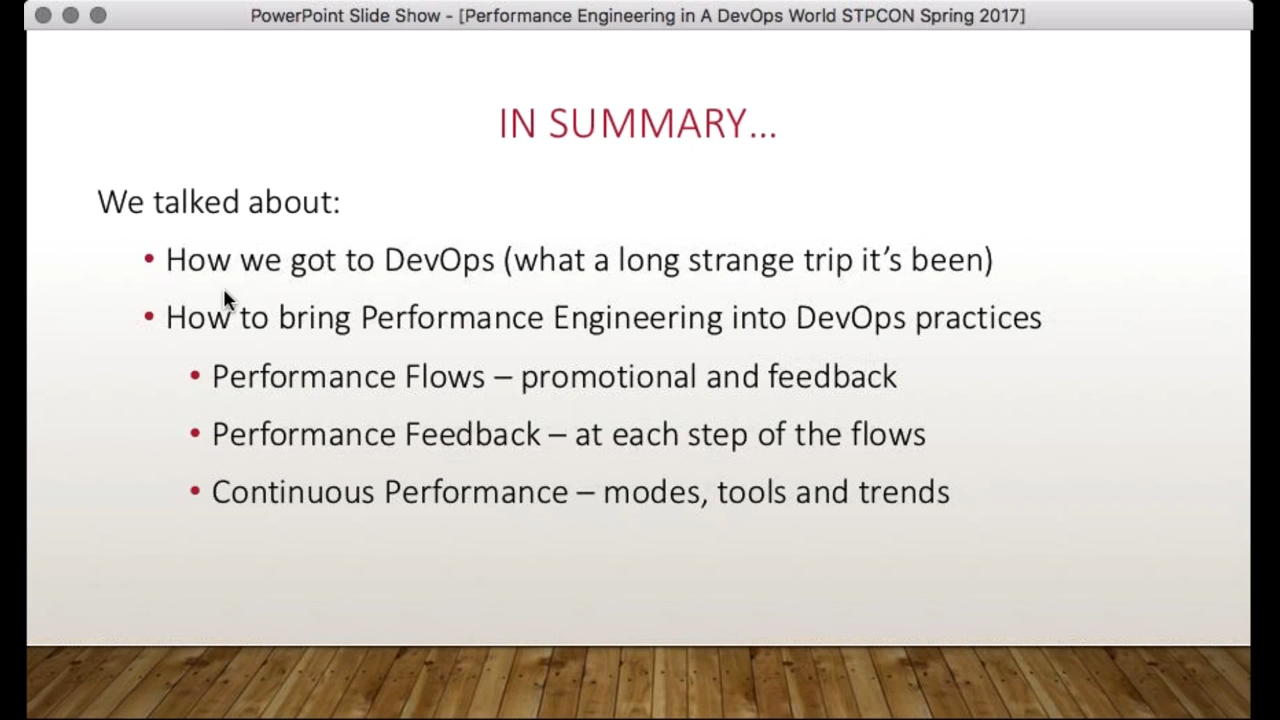 PowerPoint Slide Show - [Performance Engineering in A DevOps World STPCON Spring 2017]
IN SUMMARY…
We talked about:
• How we got to DevOps (what a long strange trip it’s been)
• How to bring Performance Engineering into DevOps practices
• Performance Flows – promotional and feedback
• Performance Feedback – at each step of the flows
• Continuous Performance – modes, tools and trends